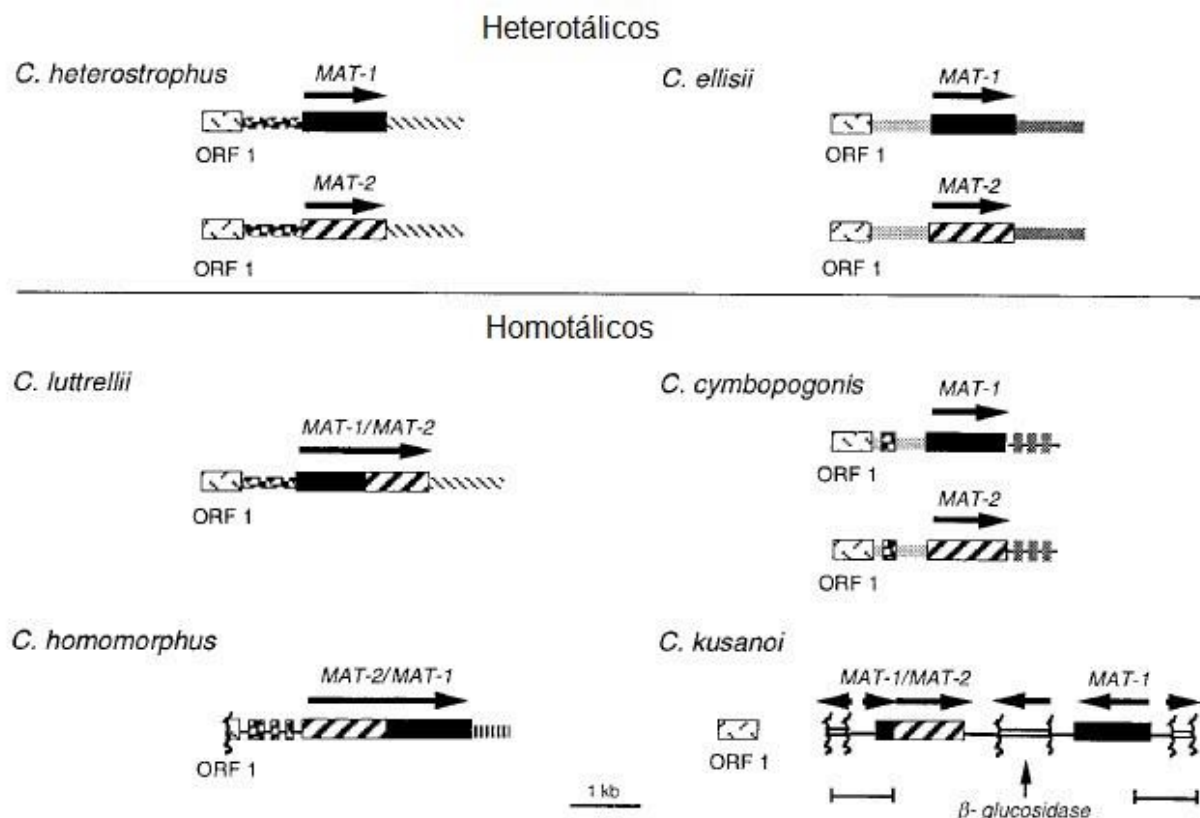 Heterotálicos
C. heterostrophus
MAT-1
ORF 1
MAT-2
ORF 1
C. ellisii
MAT-1
ORF 1
MAT-2
ORF 1
Homotálicos
C. luttrellii
MAT-1/MAT-2
ORF 1
C. cymbopogonis
MAT-1
ORF 1
MAT-2
ORF 1
C. homomorphus
MAT-2/MAT-1
ORF 1
1 kb
C. kusanoi
MAT-1/MAT-2
MAT-1
ORF 1
β- glucosidase